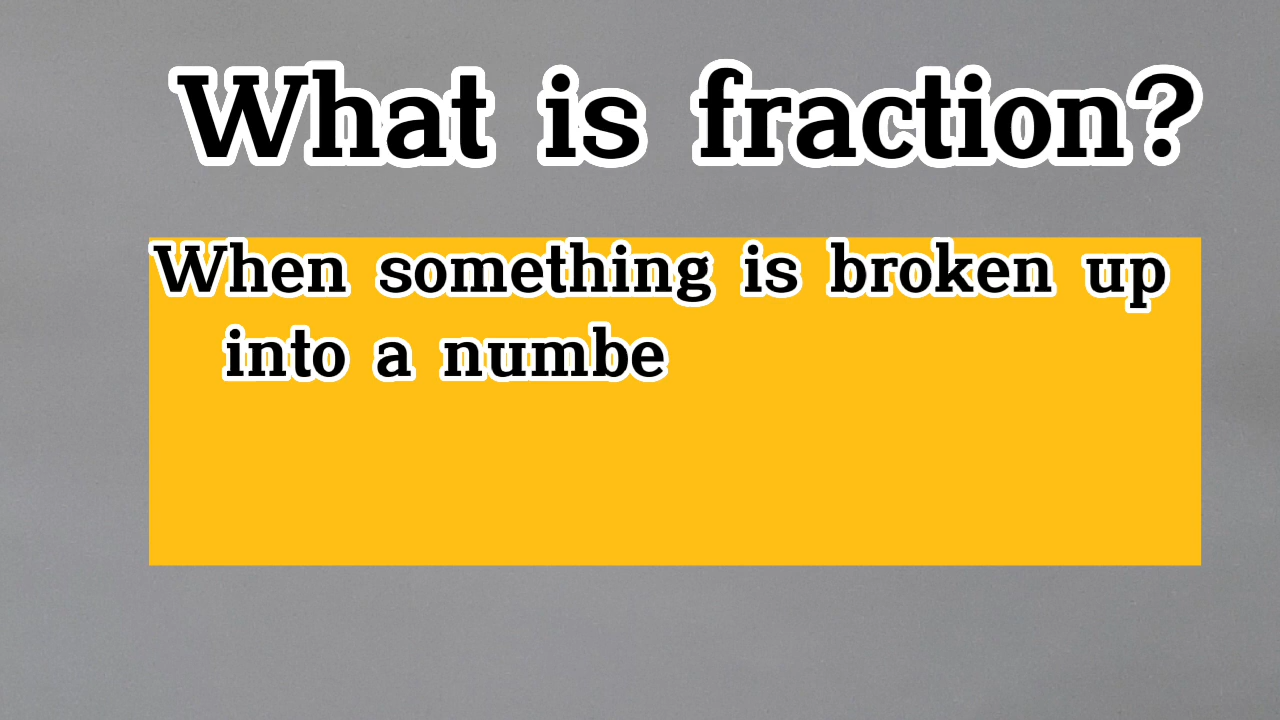 What is fraction?
When something is broken up
into a numbe